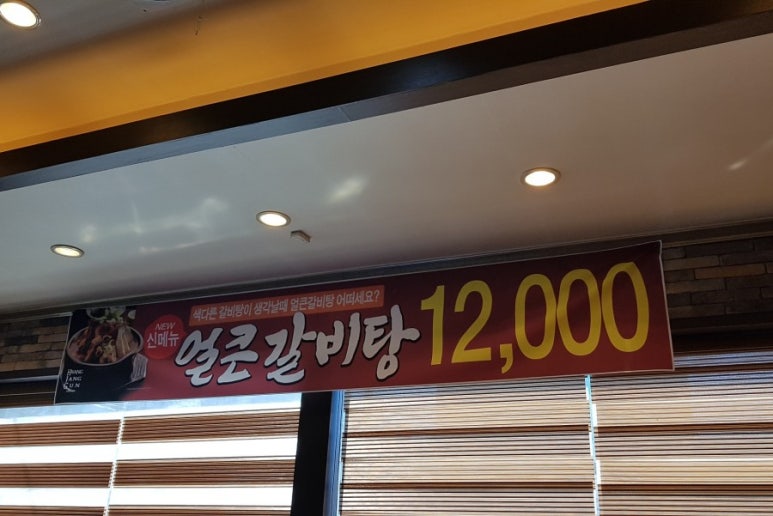 색다른 갈비탕이 생각날때 얼큰갈비탕 어떠세요?
NEW
신메뉴
얼큰갈비탕 12,000